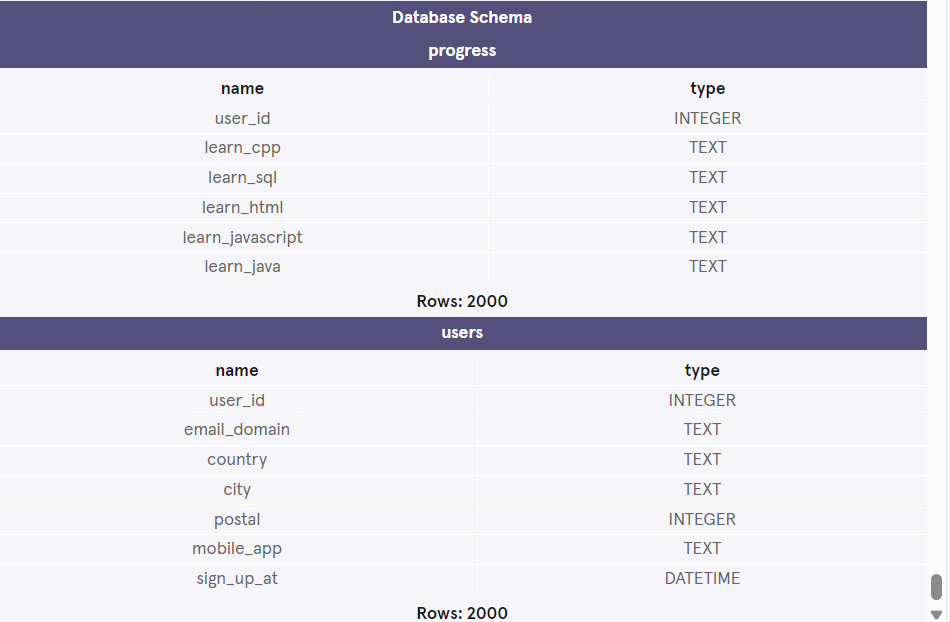 Database Schema
progress
name type
user_id INTEGER
learn_cpp TEXT
learn_sql TEXT
learn_html TEXT
learn_javascript TEXT
learn_java TEXT
Rows: 2000
users
name type
user_id INTEGER
email_domain TEXT
country TEXT
city TEXT
postal INTEGER
mobile_app TEXT
sign_up_at DATETIME
Rows: 2000